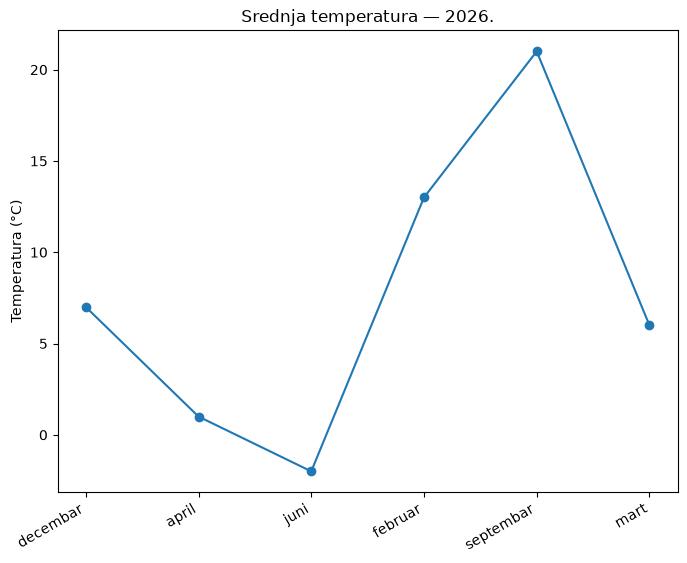 Srednja temperatura — 2026.
Temperatura (°C)
20
15
10
5
0
decembar
april
juni
februar
septembar
mart